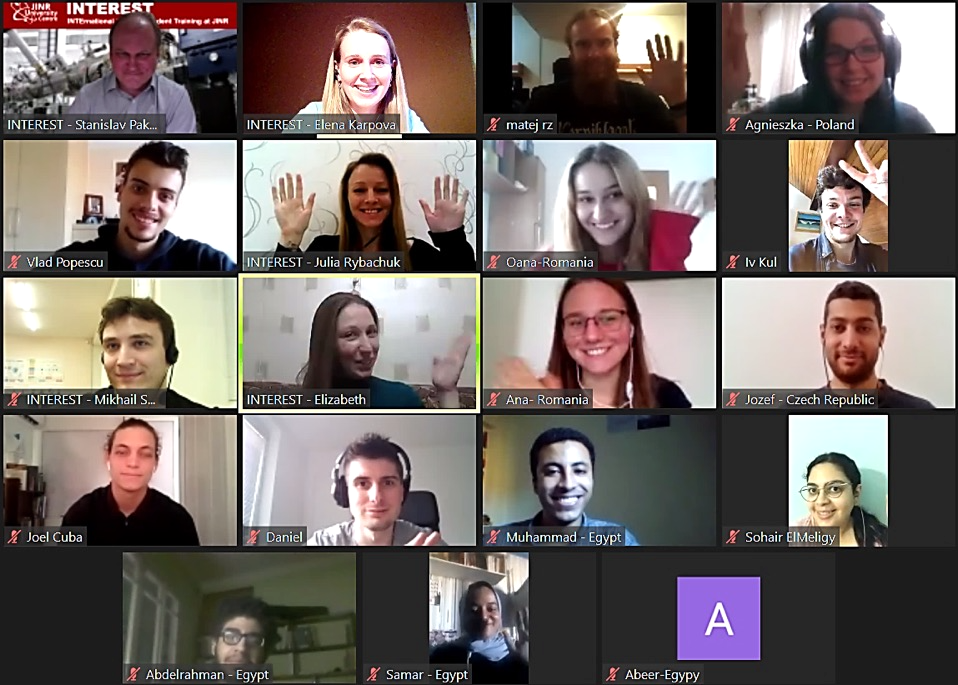 JINR
University
Centre
INTEREST
INTErnational
dent Training at JINR
INTEREST - Stanislav Pak...
INTEREST - Elena Karpova
matej rz
Agnieszka - Poland
Vlad Popescu
INTEREST - Julia Rybachuk
Oana-Romania
Iv Kul
INTEREST - Mikhail S...
INTEREST - Elizabeth
Ana- Romania
Jozef - Czech Republic
Joel Cuba
Daniel
Muhammad - Egypt
Sohair ElMeligy
Abdelrahman - Egypt
Samar - Egypt
A
Abeer-Egypy